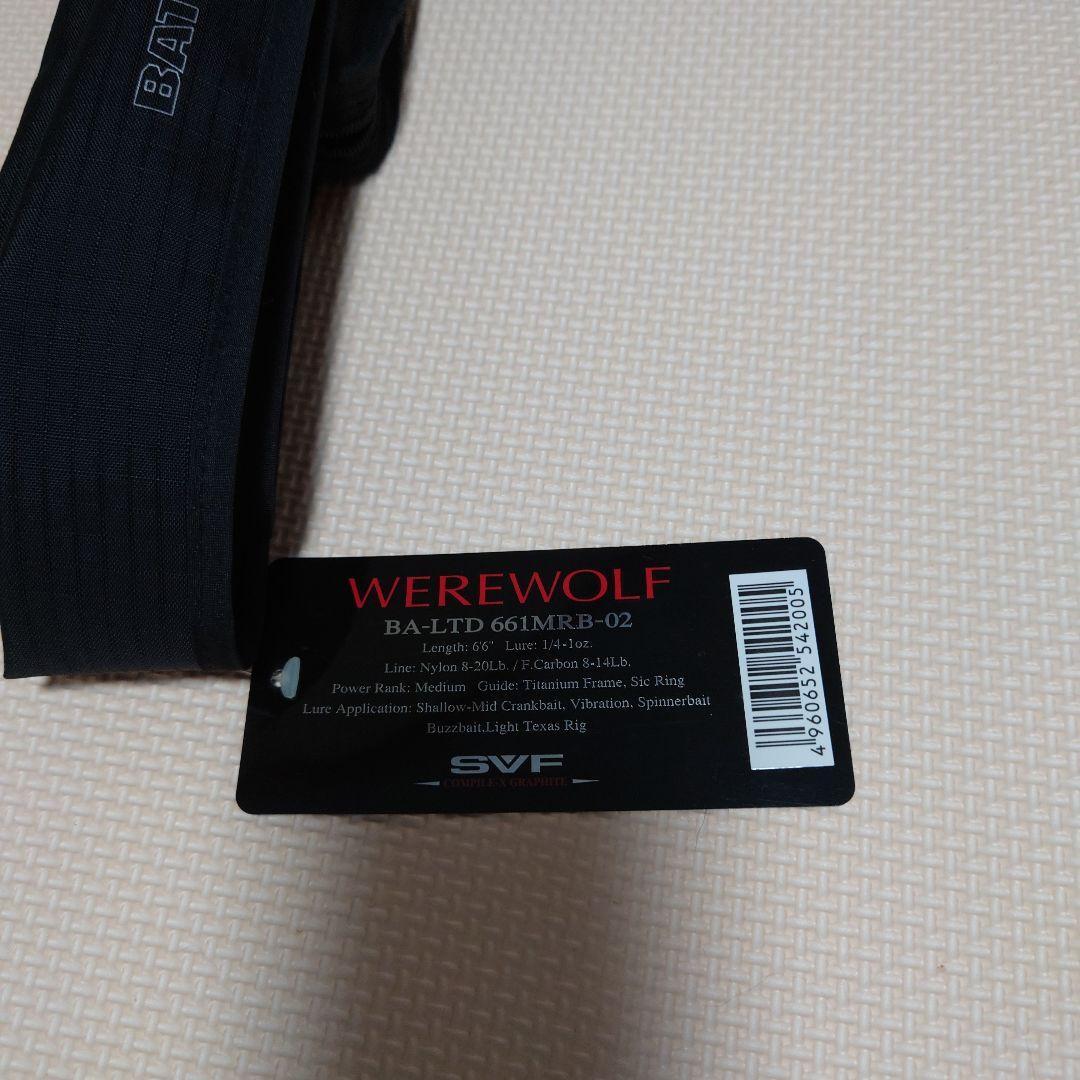 BAT
WEREWOLF
BA-LTD 661MRB-02
Length: 6'6" Lure: 1/4-1oz.
Line: Nylon 8-20Lb. / F.Carbon 8-14Lb.
Power Rank: Medium Guide: Titanium Frame, Sic Ring
Lure Application: Shallow-Mid Crankbait, Vibration, Spinnerbait
Buzzbait.Light Texas Rig
SVF
COMPILE-X GRAPHITE
4 960652 542005